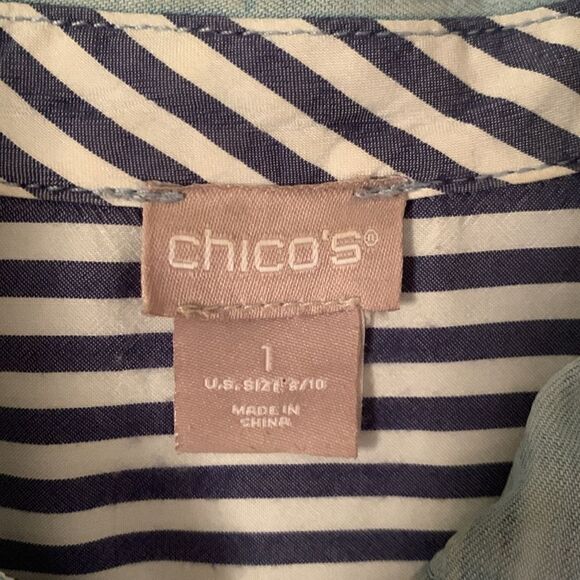 chico's®
1
U.S. SIZE 8/10
MADE IN
CHINA